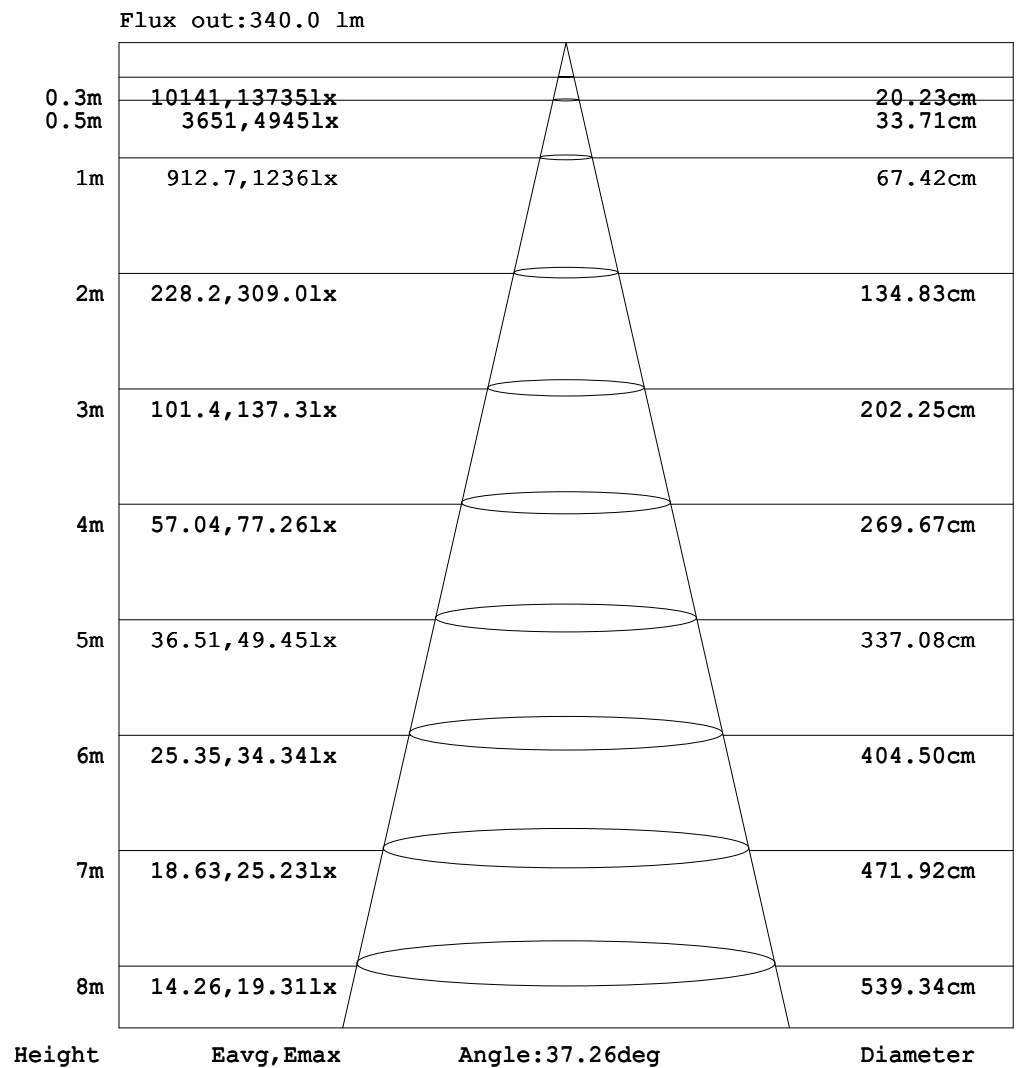 Flux out:340.0 lm
0.3m 10141,13735lx 20.23cm
0.5m 3651,4945lx 33.71cm
1m 912.7,1236lx 67.42cm
2m 228.2,309.0lx 134.83cm
3m 101.4,137.3lx 202.25cm
4m 57.04,77.26lx 269.67cm
5m 36.51,49.45lx 337.08cm
6m 25.35,34.34lx 404.50cm
7m 18.63,25.23lx 471.92cm
8m 14.26,19.31lx 539.34cm
Height Eavg,Emax Angle:37.26deg Diameter